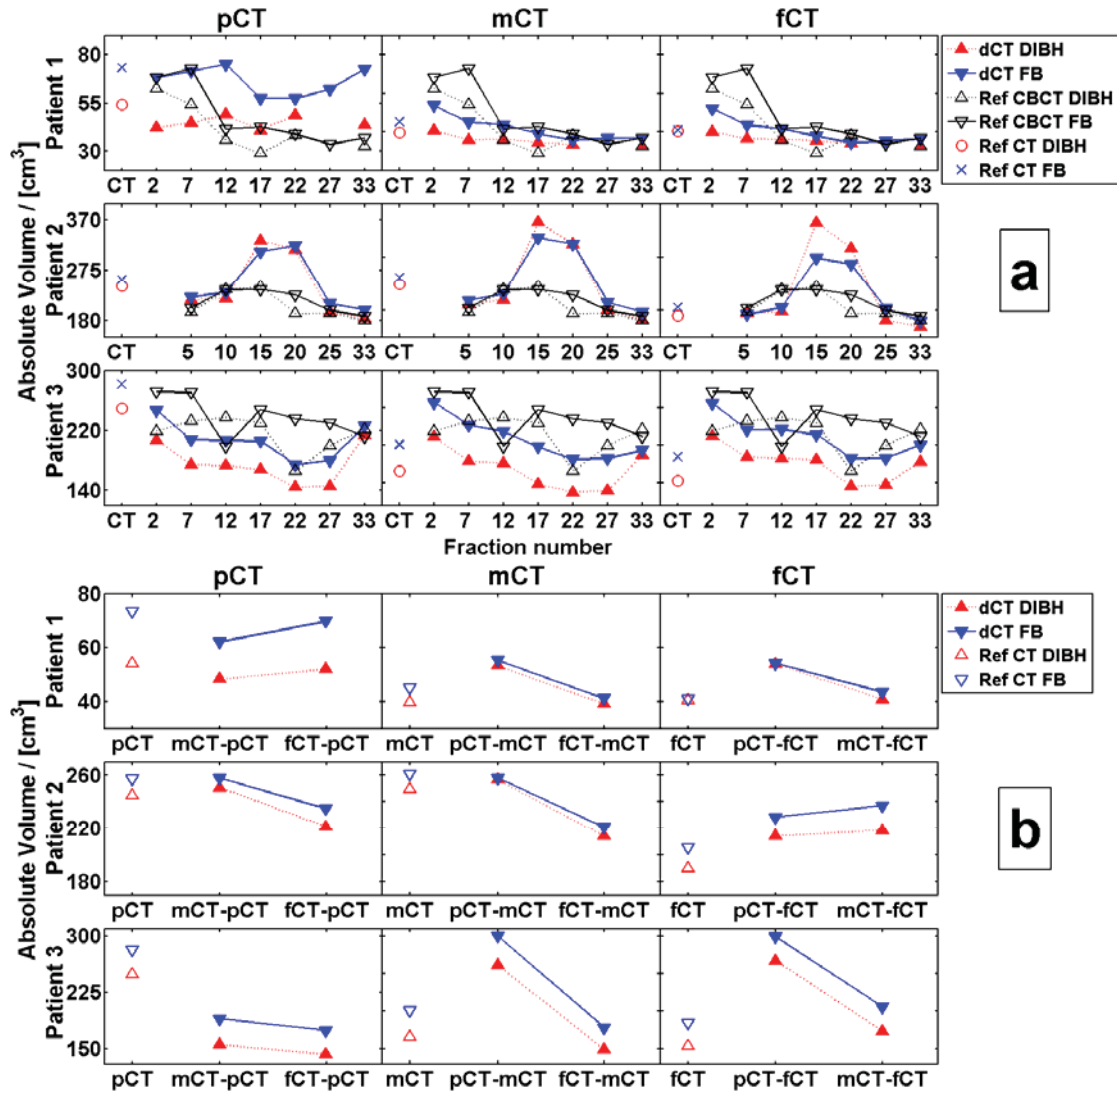 pCT mCT fCT
Absolute Volume / [cm³]
Patient 1
80
55
30
CT 2 7 12 17 22 27 33 CT 2 7 12 17 22 27 33 CT 2 7 12 17 22 27 33
dCT DIBH
dCT FB
Ref CBCT DIBH
Ref CBCT FB
Ref CT DIBH
Ref CT FB
Patient 2
370
275
180
CT 5 10 15 20 25 33 CT 5 10 15 20 25 33 CT 5 10 15 20 25 33
a
Patient 3
300
220
140
CT 2 7 12 17 22 27 33 CT 2 7 12 17 22 27 33 CT 2 7 12 17 22 27 33
Fraction number
pCT mCT fCT
Absolute Volume / [cm³]
Patient 1
80
60
40
pCT mCT-pCT fCT-pCT mCT pCT-mCT fCT-mCT fCT pCT-fCT mCT-fCT
dCT DIBH
dCT FB
Ref CT DIBH
Ref CT FB
Patient 2
260
220
180
pCT mCT-pCT fCT-pCT mCT pCT-mCT fCT-mCT fCT pCT-fCT mCT-fCT
b
Patient 3
300
225
150
pCT mCT-pCT fCT-pCT mCT pCT-mCT fCT-mCT fCT pCT-fCT mCT-fCT